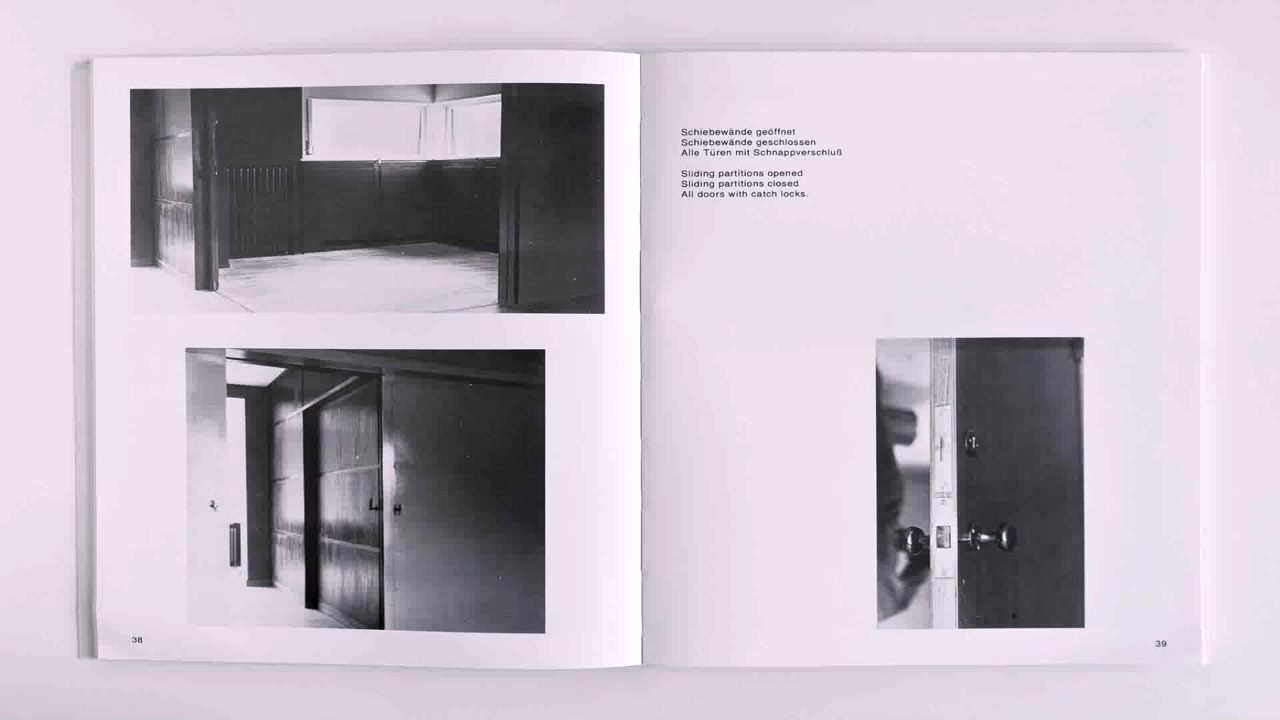 Schiebewände geöffnet
Schiebewände geschlossen
Alle Türen mit Schnappverschluß
Sliding partitions opened
Sliding partitions closed
All doors with catch locks.
38
39